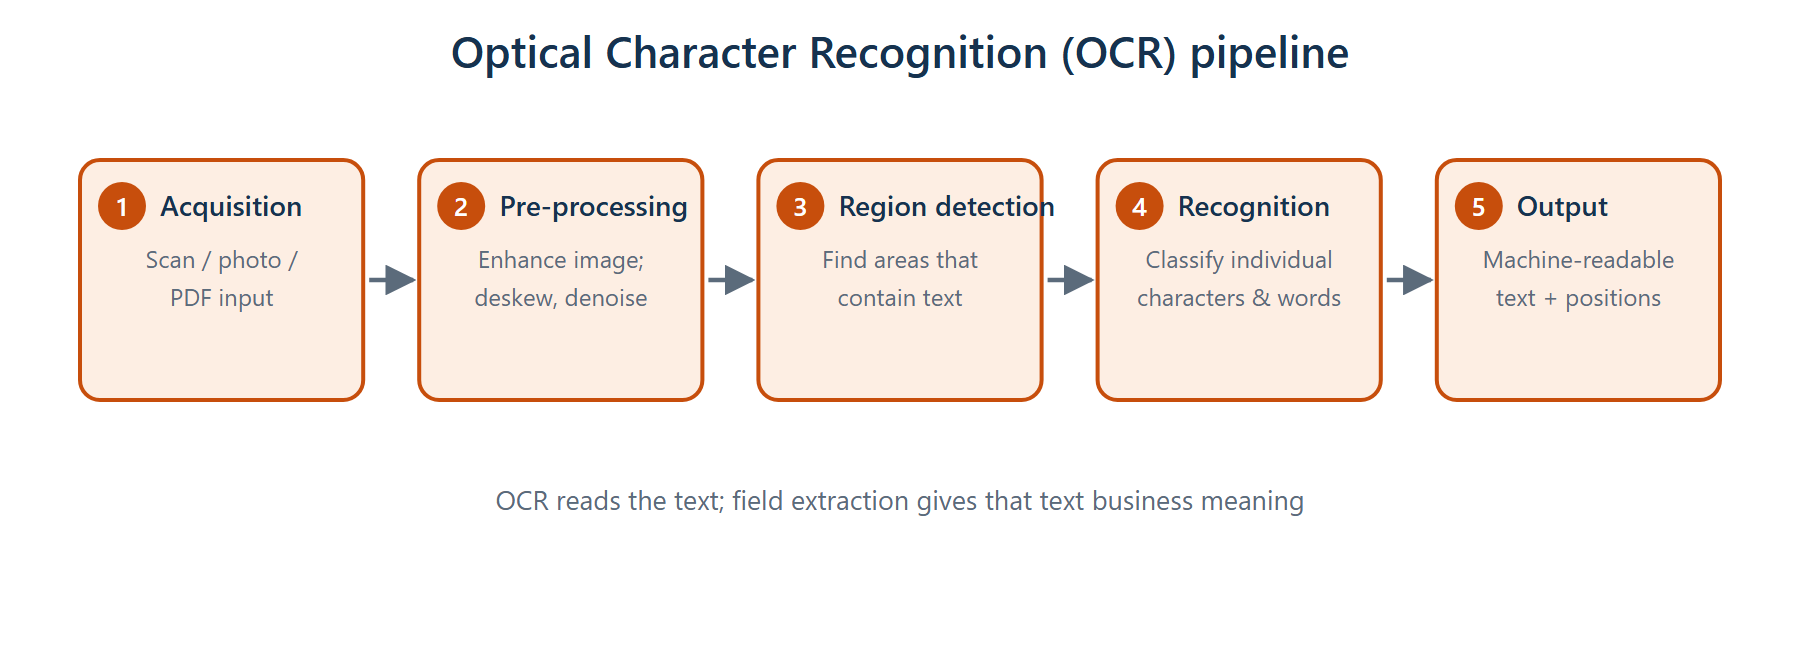 Optical Character Recognition (OCR) pipeline
1 Acquisition
Scan / photo /
PDF input
2 Pre-processing
Enhance image;
deskew, denoise
3 Region detection
Find areas that
contain text
4 Recognition
Classify individual
characters & words
5 Output
Machine-readable
text + positions
OCR reads the text; field extraction gives that text business meaning